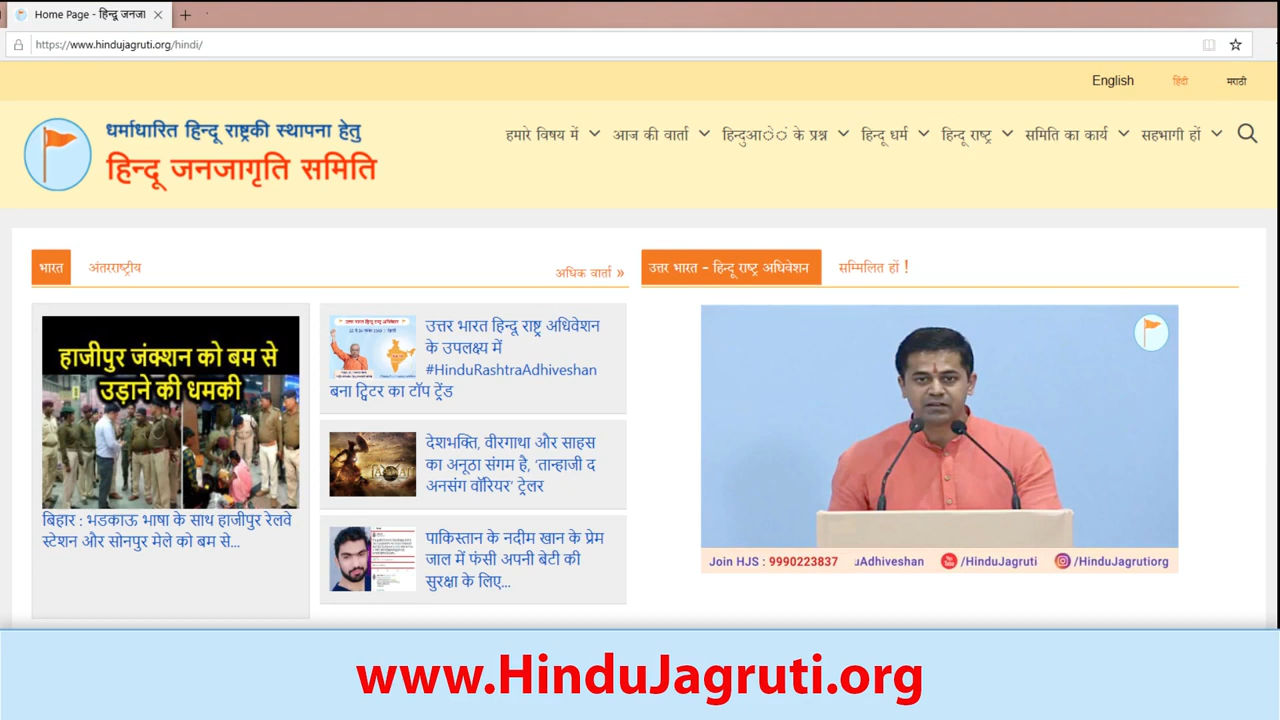 Home Page - हिन्दू जनजा
https://www.hindujagruti.org/hindi/
English हिंदी मराठी
धर्माधारित हिन्दू राष्ट्रकी स्थापना हेतु
हिन्दू जनजागृति समिति
हमारे विषय में आज की वार्ता हिन्दुआें के प्रश्न हिन्दू धर्म हिन्दू राष्ट्र समिति का कार्य सहभागी हों
भारत अंतरराष्ट्रीय अधिक वार्ता »
उत्तर भारत - हिन्दू राष्ट्र अधिवेशन सम्मिलित हों !
हाजीपुर जंक्शन को बम से
उड़ाने की धमकी
बिहार : भडकाऊ भाषा के साथ हाजीपुर रेलवे
स्टेशन और सोनपुर मेले को बम से...
उत्तर भारत हिन्दू राष्ट्र अधिवेशन
के उपलक्ष्य में
#HinduRashtraAdhiveshan
बना ट्विटर का टॉप ट्रेंड
देशभक्ति, वीरगाथा और साहस
का अनूठा संगम है, ‘तान्हाजी द
अनसंग वॉरियर’ ट्रेलर
पाकिस्तान के नदीम खान के प्रेम
जाल में फंसी अपनी बेटी की
सुरक्षा के लिए...
Join HJS : 9990223837 uAdhiveshan /HinduJagruti /HinduJagrutiorg
www.HinduJagruti.org